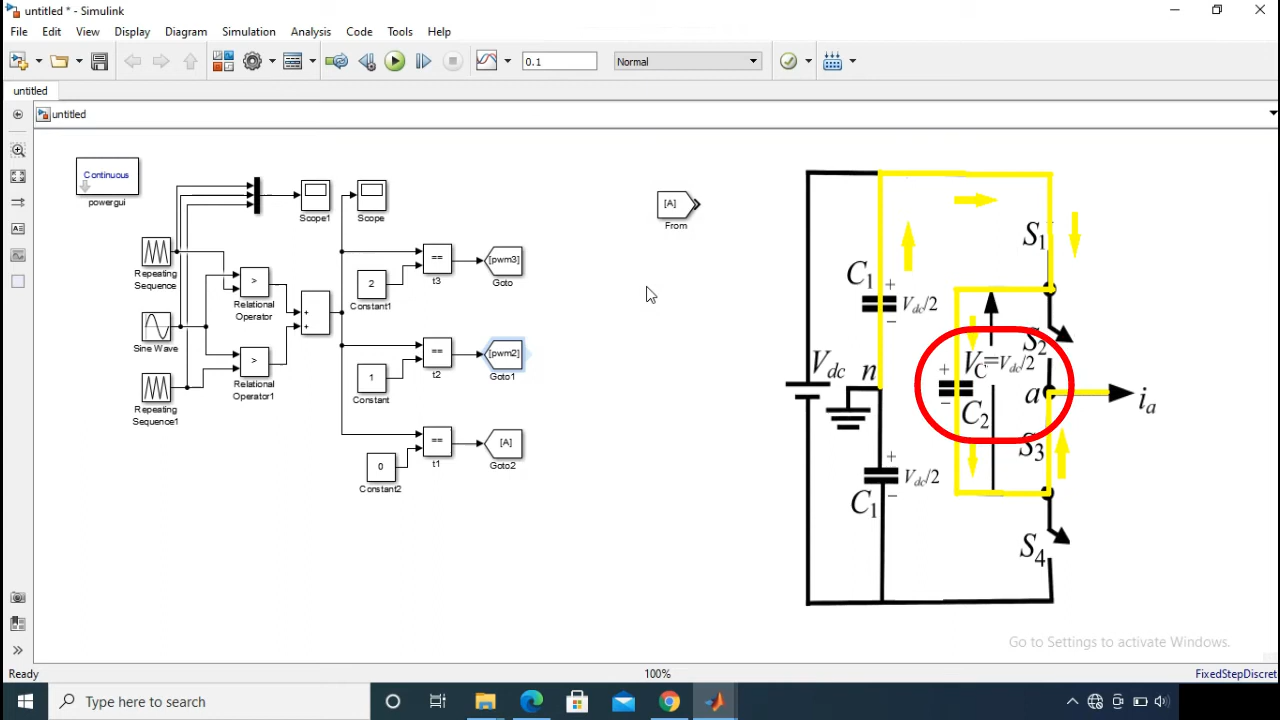 untitled * - Simulink
File Edit View Display Diagram Simulation Analysis Code Tools Help
0.1 Normal
untitled
untitled
Continuous
powergui
Scope1
Scope
[A]
From
Repeating
Sequence
>
Relational
Operator
Sine Wave
>
Relational
Operator1
Repeating
Sequence1
+
+
==
t3
[pwm3]
Goto
2
Constant1
==
t2
[pwm2]
Goto1
1
Constant
==
t1
[A]
Goto2
0
Constant2
S1
C1
+
Vdc/2
−
S2
Vdc
n
+
VC=Vdc/2
−
C2
a
ia
S3
+
Vdc/2
C1
−
S4
Go to Settings to activate Windows.
Ready 100% FixedStepDiscret
Type here to search